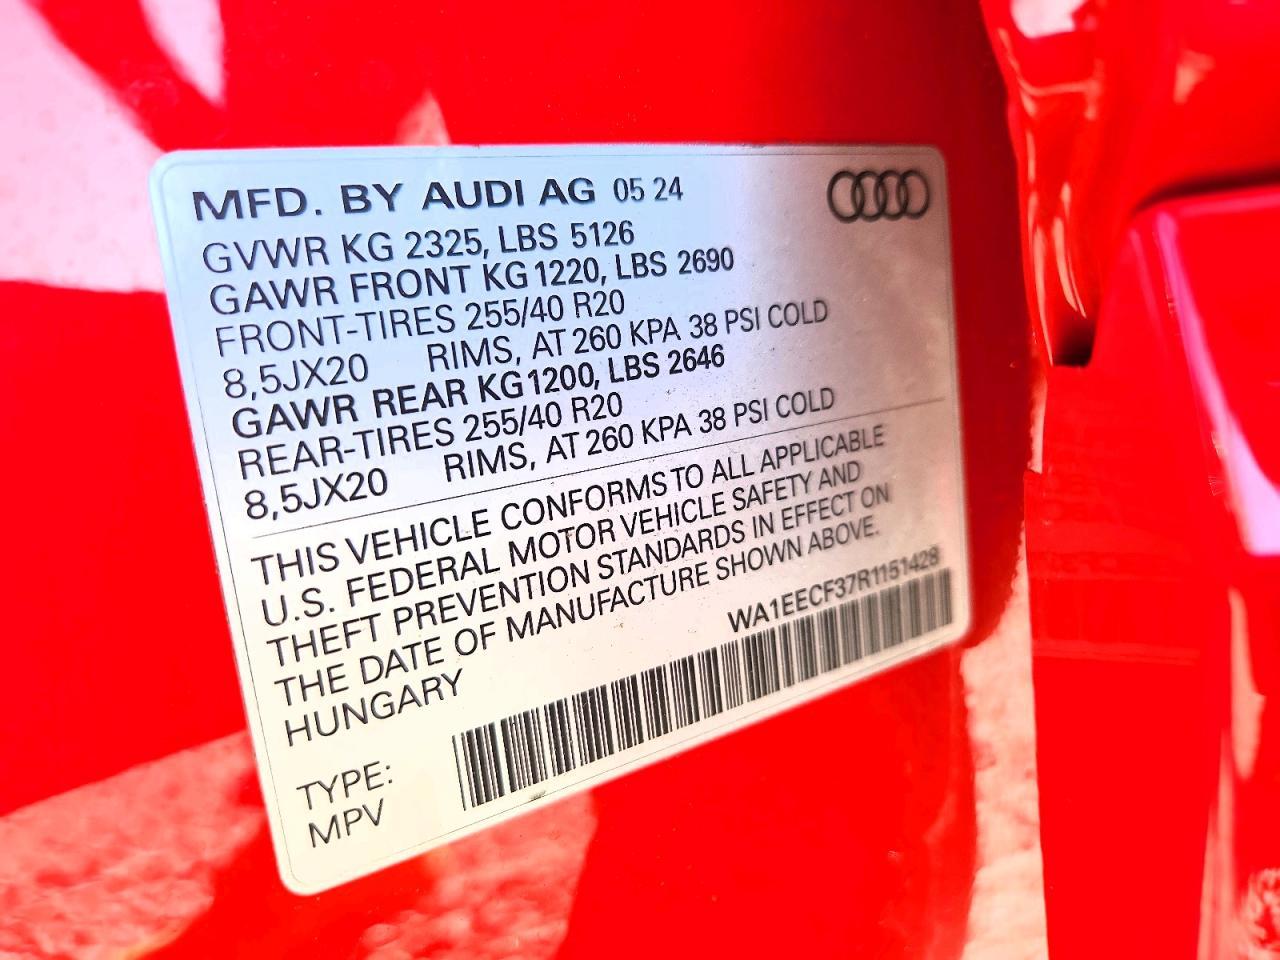 MFD. BY AUDI AG 05 24
GVWR KG 2325, LBS 5126
GAWR FRONT KG 1220, LBS 2690
FRONT-TIRES 255/40 R20
8,5JX20 RIMS, AT 260 KPA 38 PSI COLD
GAWR REAR KG 1200, LBS 2646
REAR-TIRES 255/40 R20
8,5JX20 RIMS, AT 260 KPA 38 PSI COLD
THIS VEHICLE CONFORMS TO ALL APPLICABLE
U.S. FEDERAL MOTOR VEHICLE SAFETY AND
THEFT PREVENTION STANDARDS IN EFFECT ON
THE DATE OF MANUFACTURE SHOWN ABOVE.
HUNGARY
WA1EECF37R1151428
TYPE:
MPV